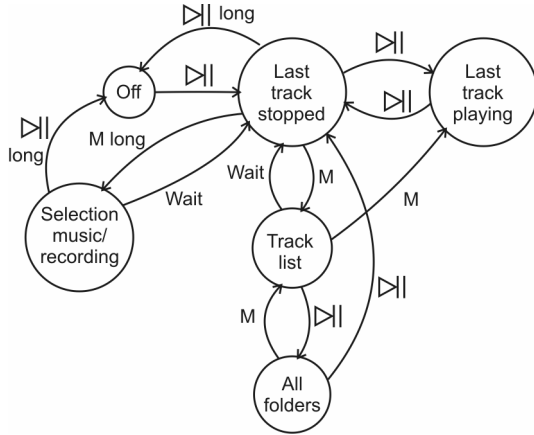 ▷|| long
Off
▷||
Last
track
stopped
▷||
▷||
Last
track
playing
▷||
long
M long
Wait
Selection
music/
recording
Wait
M
M
Track
list
M
▷||
▷||
All
folders